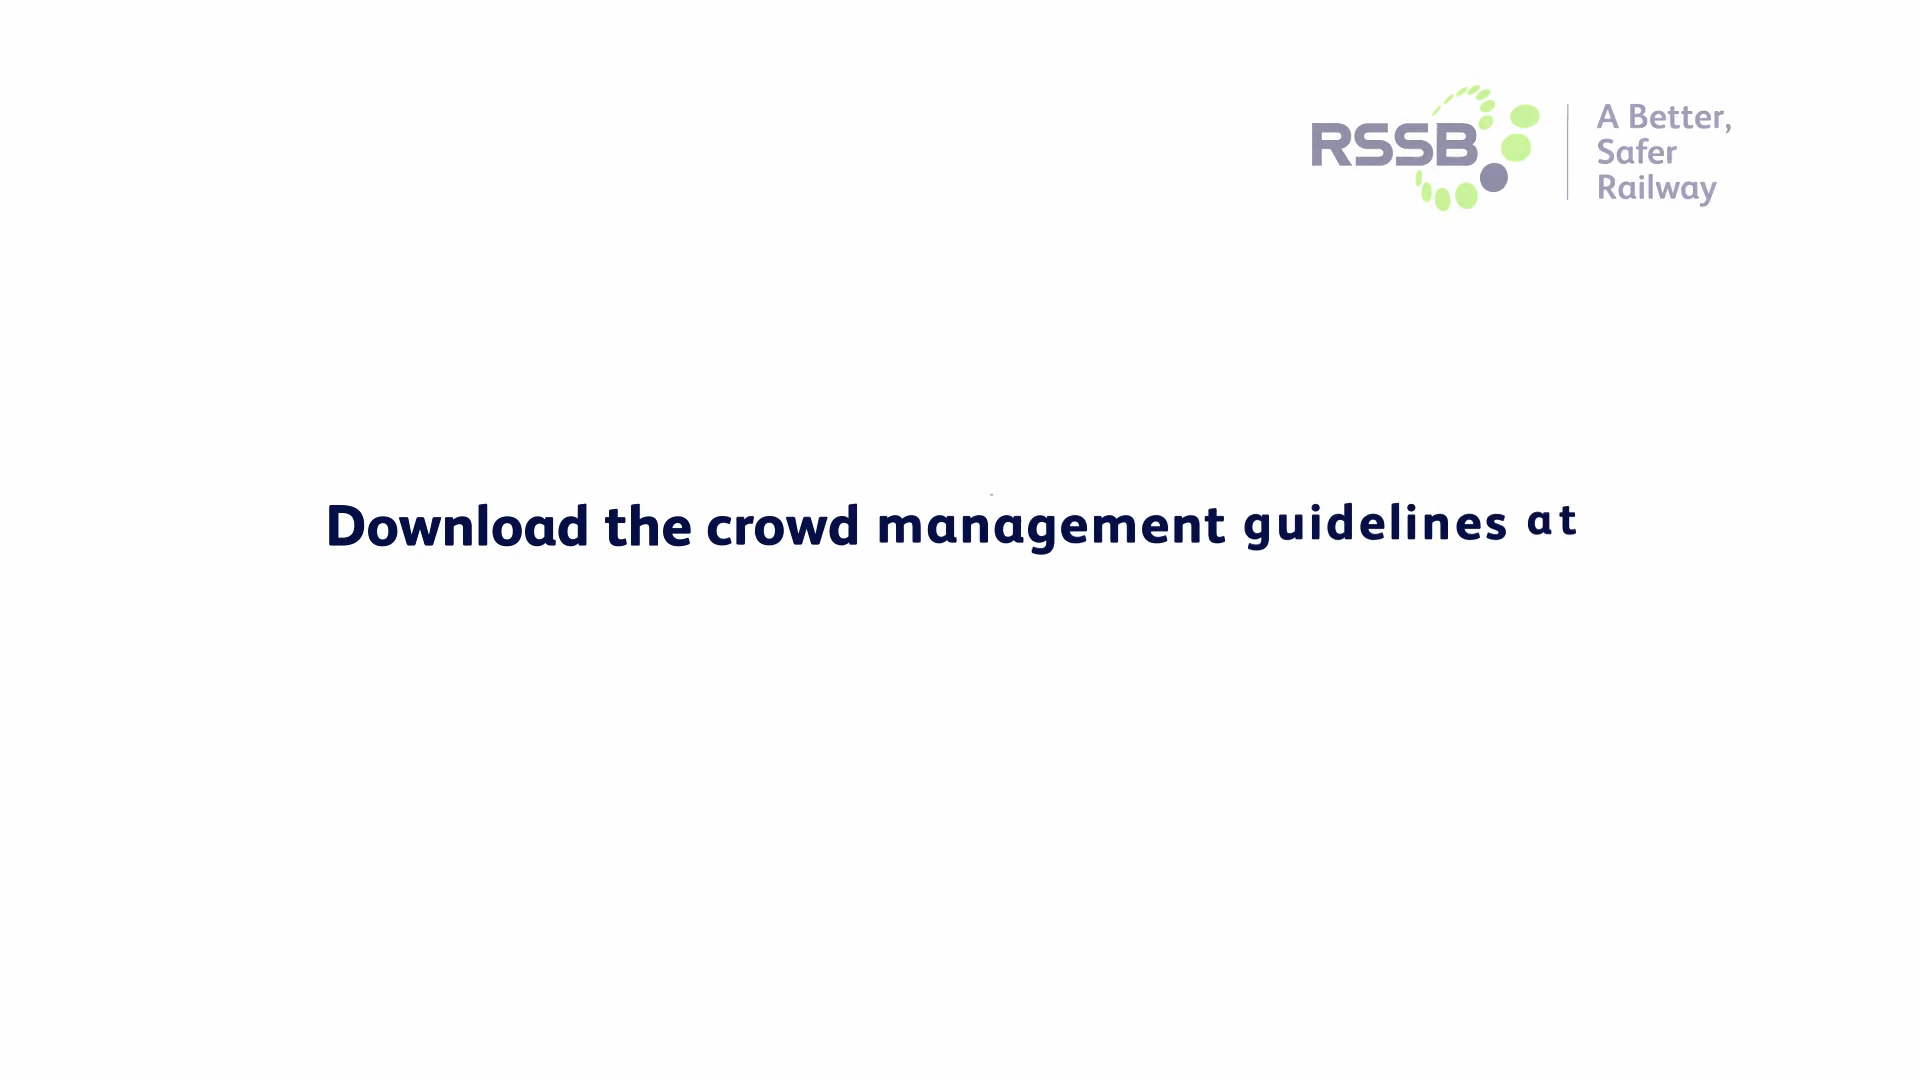 RSSB
A Better,
Safer
Railway
Download the crowd management guidelines at